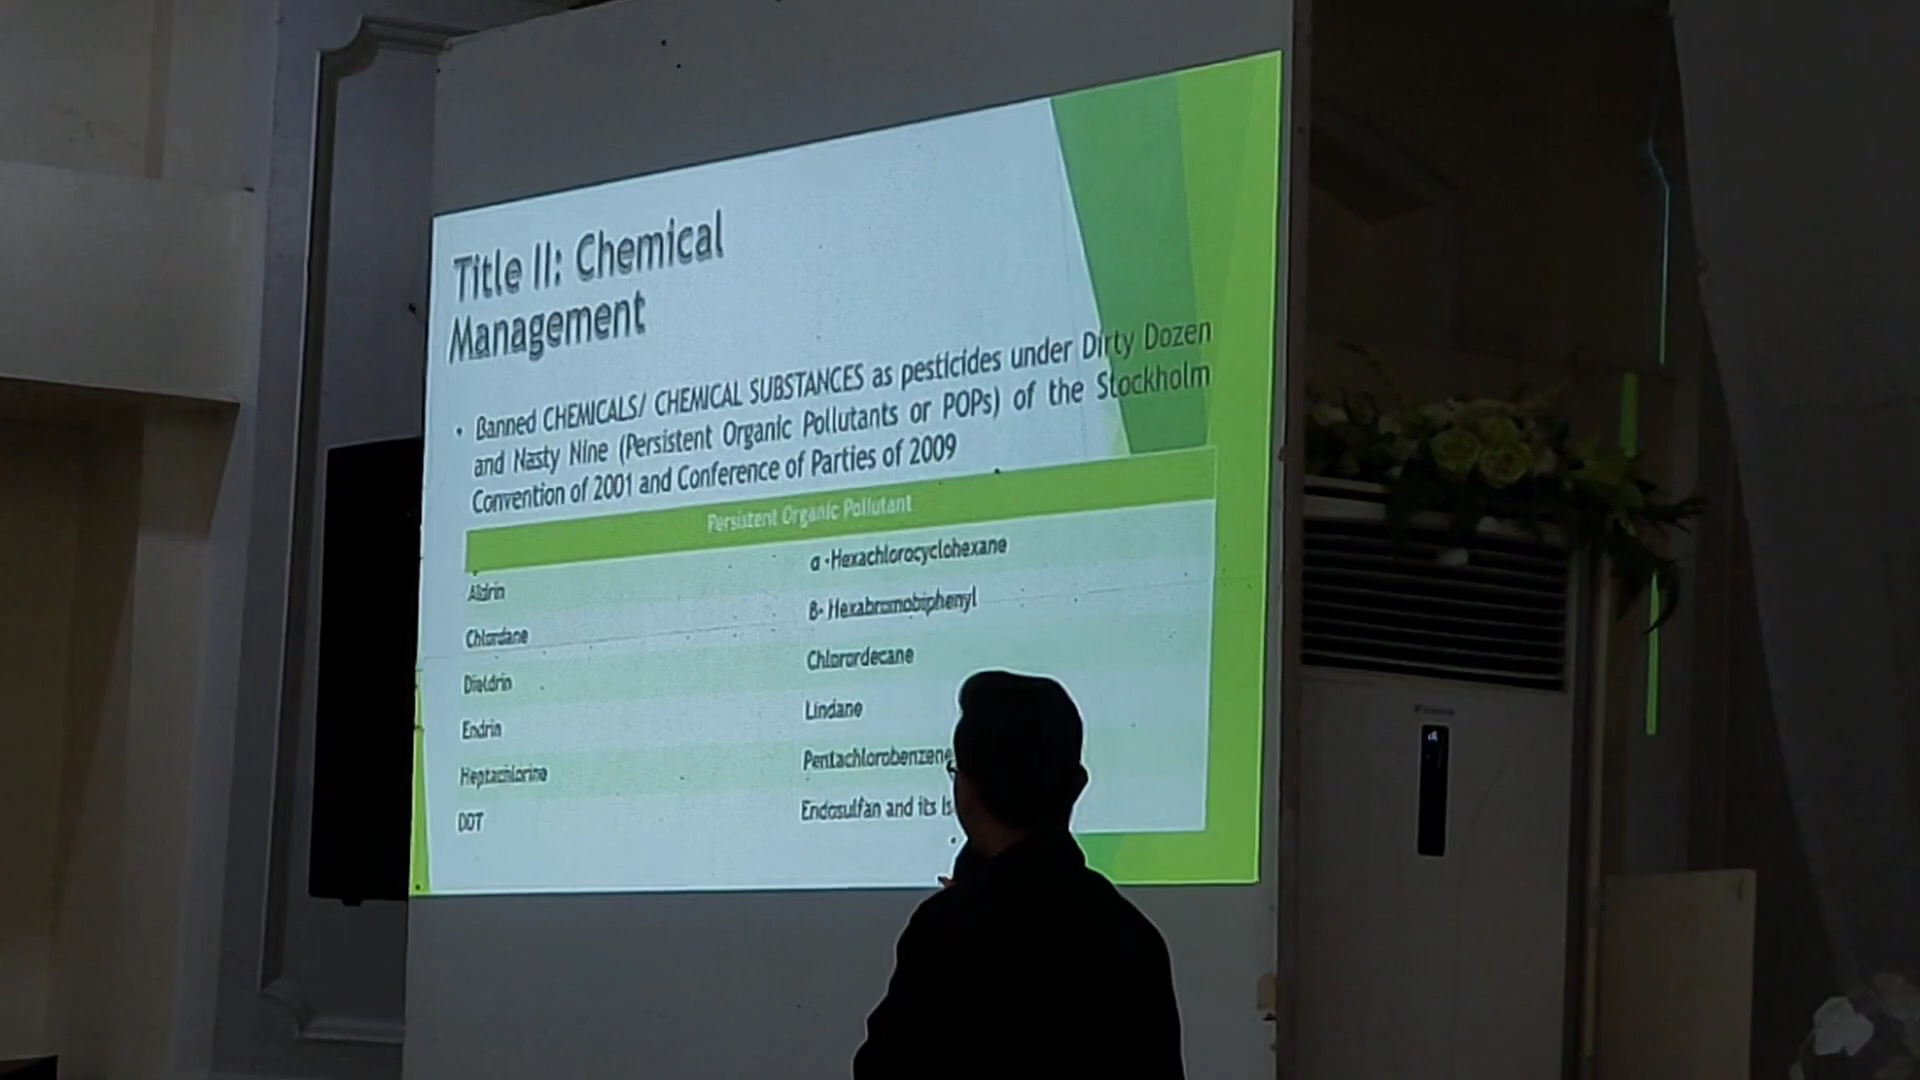 Title II: Chemical
Management
• Banned CHEMICALS/ CHEMICAL SUBSTANCES as pesticides under Dirty Dozen
and Nasty Nine (Persistent Organic Pollutants or POPs) of the Stockholm
Convention of 2001 and Conference of Parties of 2009
Persistent Organic Pollutant
Aldrin
α -Hexachlorocyclohexane
Chlordane
β- Hexabromobiphenyl
Dieldrin
Chlorordecane
Endrin
Lindane
Heptachlorine
Pentachlorobenzene
DDT
Endosulfan and its Is